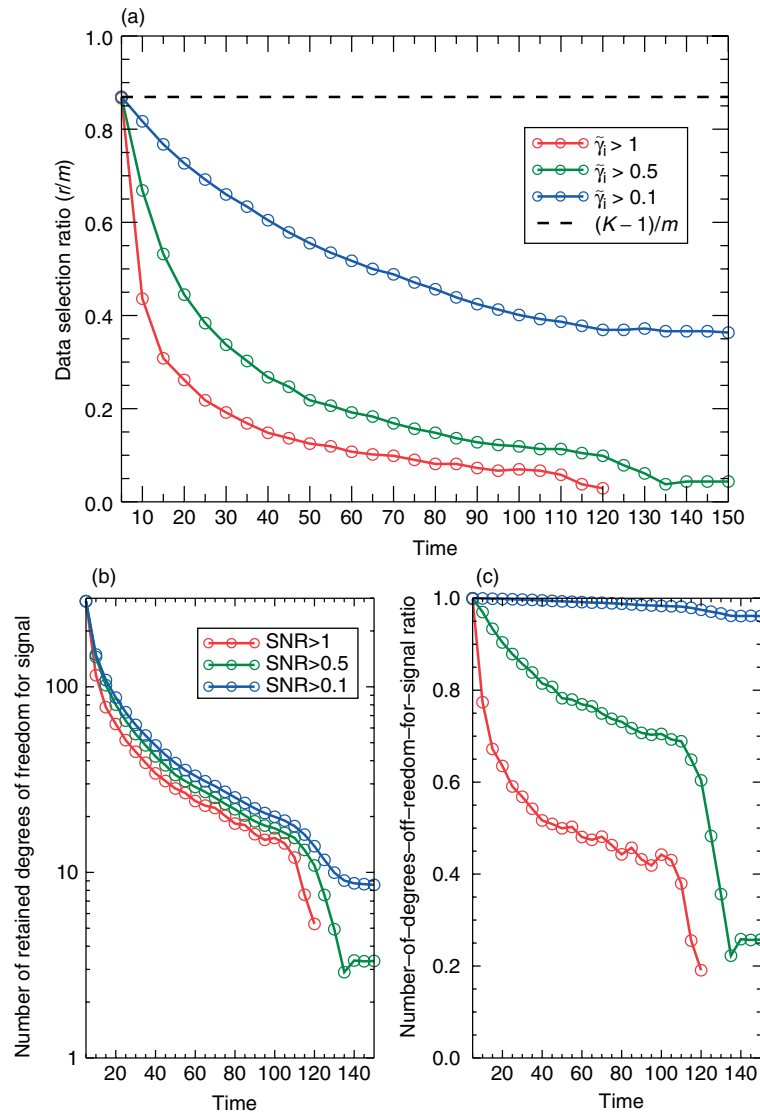 (a)
1.0
0.8
0.6
0.4
0.2
0.0
Data selection ratio (r/m)
γ̃i > 1
γ̃i > 0.5
γ̃i > 0.1
(K – 1)/m
10 20 30 40 50 60 70 80 90 100 110 120 130 140 150
Time
(b)
100
10
1
Number of retained degrees of freedom for signal
SNR>1
SNR>0.5
SNR>0.1
20 40 60 80 100 120 140
Time
(c)
1.0
0.8
0.6
0.4
0.2
0.0
Number–of–degrees–off–reedom–for–signal ratio
20 40 60 80 100 120 140
Time